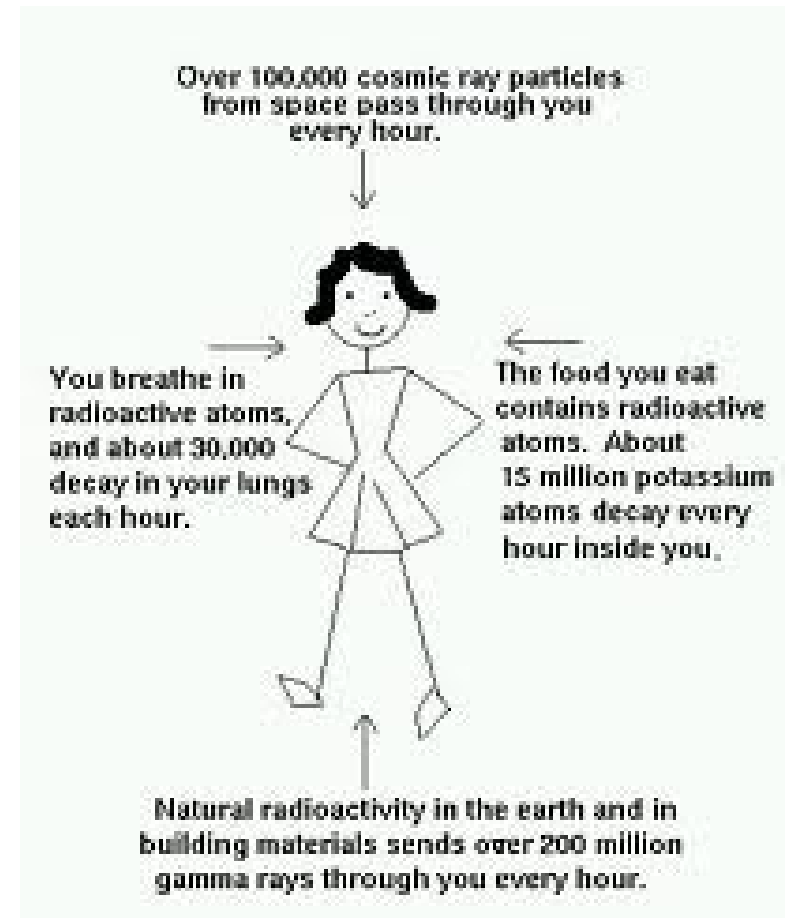 Over 100,000 cosmic ray particles
from space pass through you
every hour.
You breathe in
radioactive atoms,
and about 30,000
decay in your lungs
each hour.
The food you eat
contains radioactive
atoms. About
15 million potassium
atoms decay every
hour inside you.
Natural radioactivity in the earth and in
building materials sends over 200 million
gamma rays through you every hour.